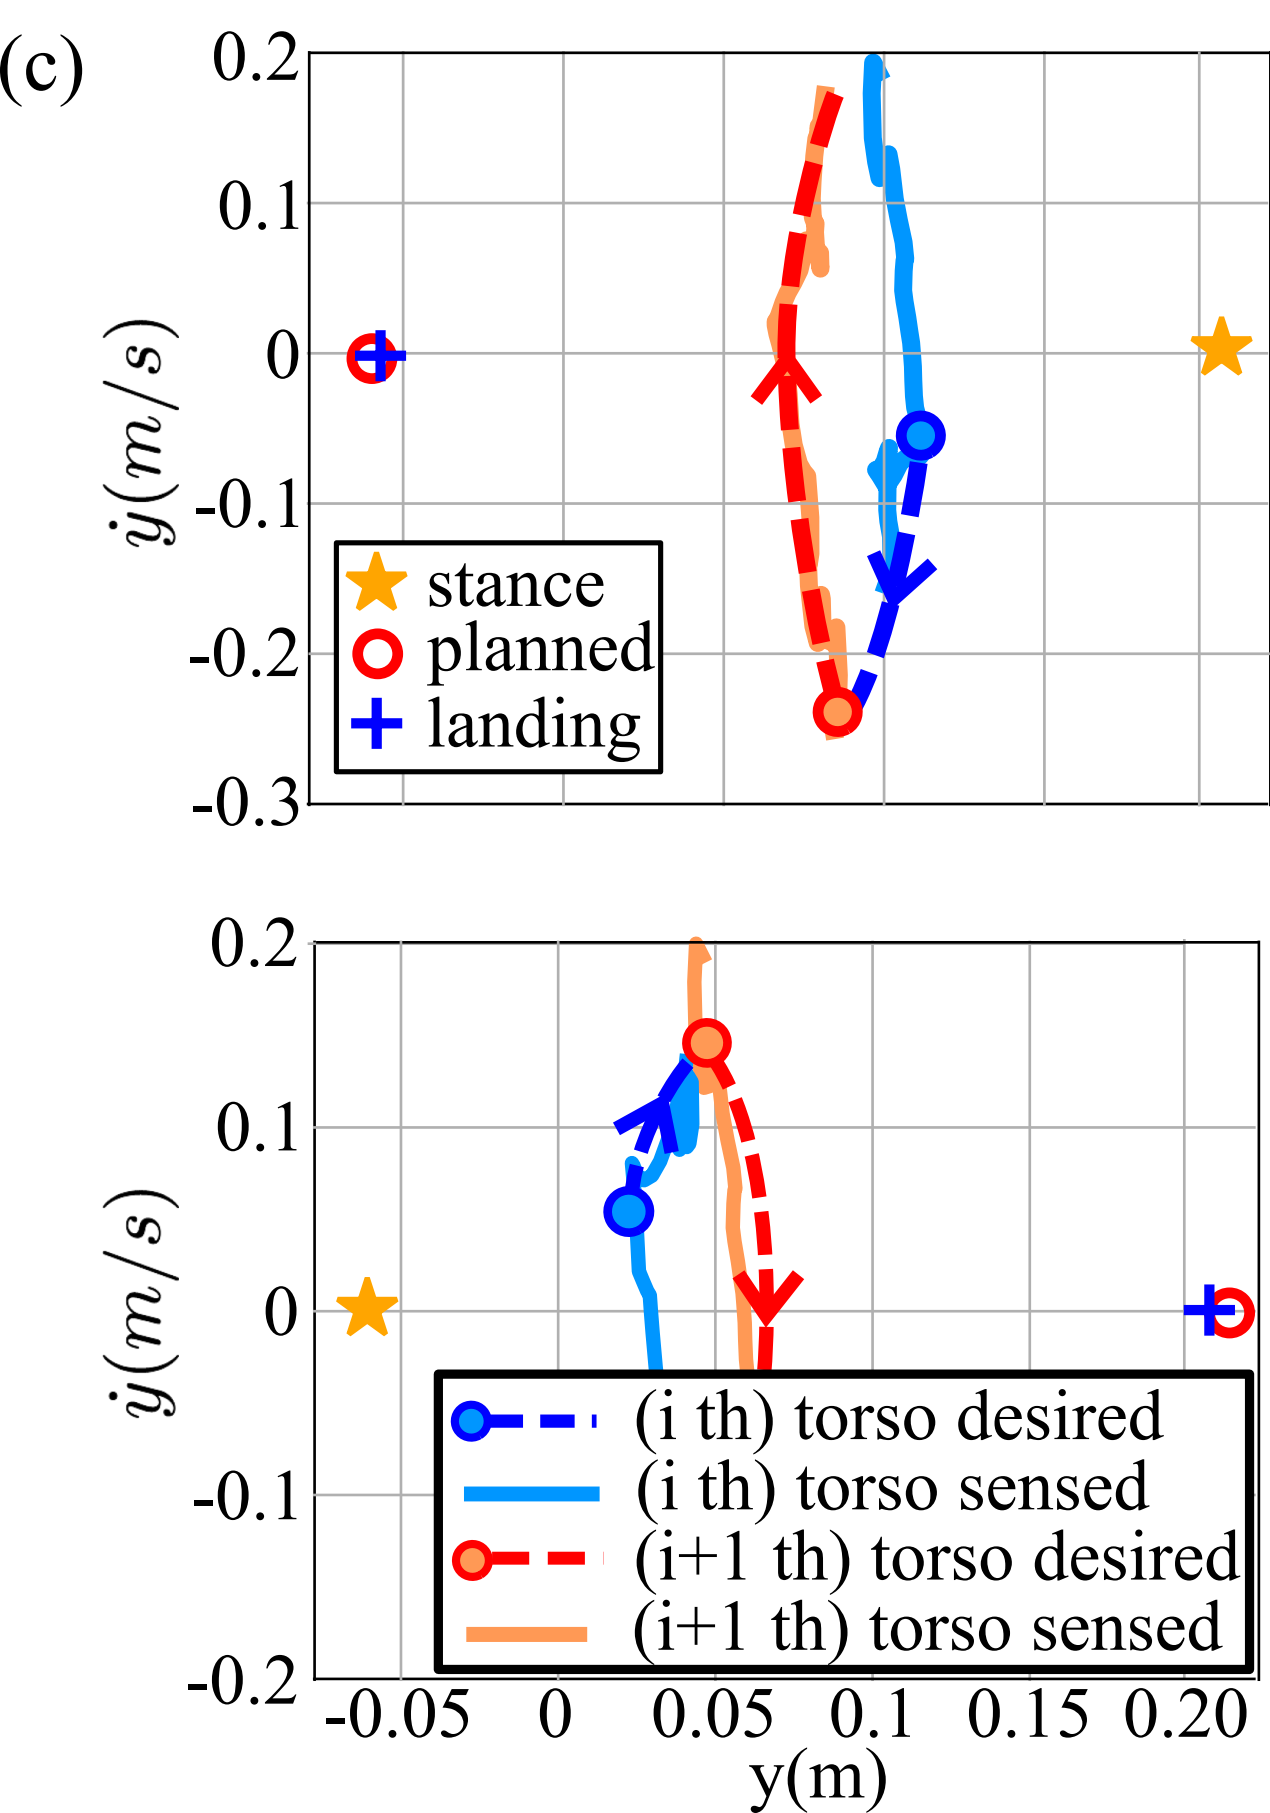 (c)
0.2
0.1
0
-0.1
-0.2
-0.3
ẏ(m/s)
stance
planned
landing
0.2
0.1
0
-0.1
-0.2
ẏ(m/s)
(i th) torso desired
(i th) torso sensed
(i+1 th) torso desired
(i+1 th) torso sensed
-0.05 0 0.05 0.1 0.15 0.20
y(m)